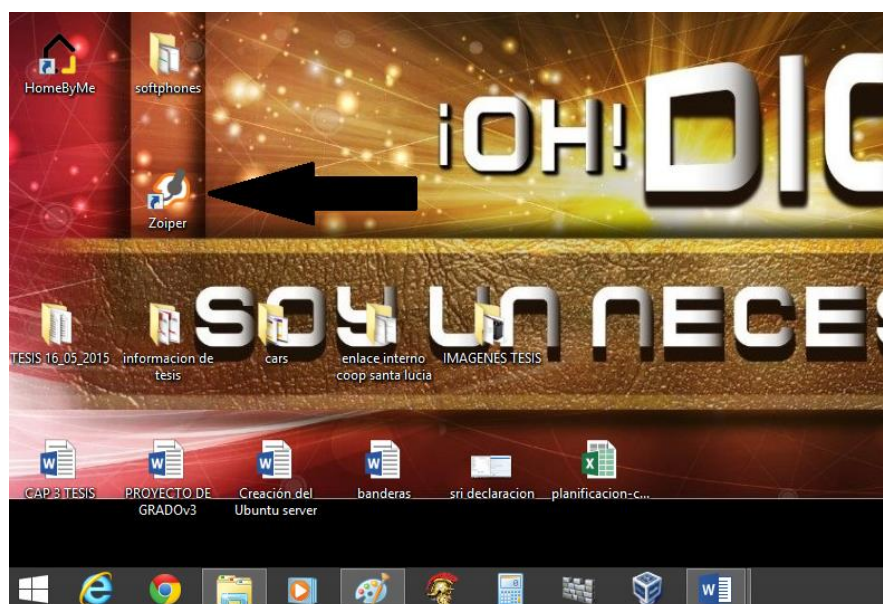 HomeByMe
softphones
¡OH! DIO
Zoiper
SOY UN NECES
TESIS 16_05_2015
informacion de
tesis
cars
enlace interno
coop santa lucia
IMAGENES TESIS
CAP 3 TESIS
PROYECTO DE
GRADOv3
Creación del
Ubuntu server
banderas
sri declaracion
planificacion-c...